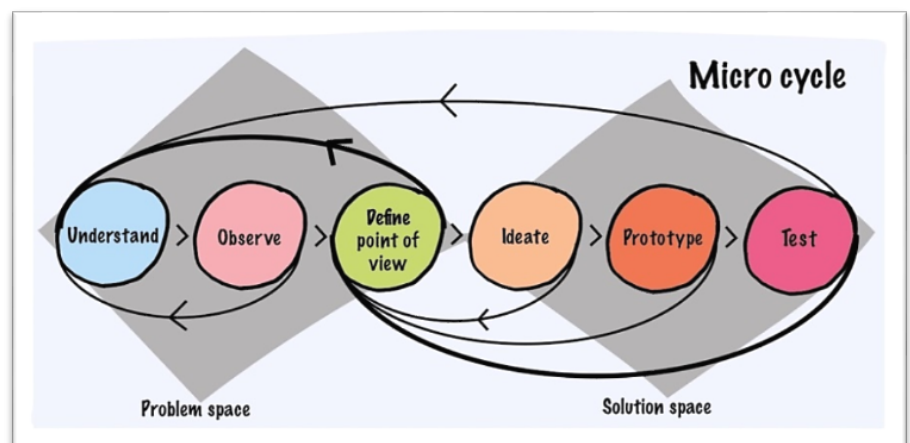 Micro cycle
Understand
Observe
Define
point of
view
Ideate
Prototype
Test
Problem space
Solution space